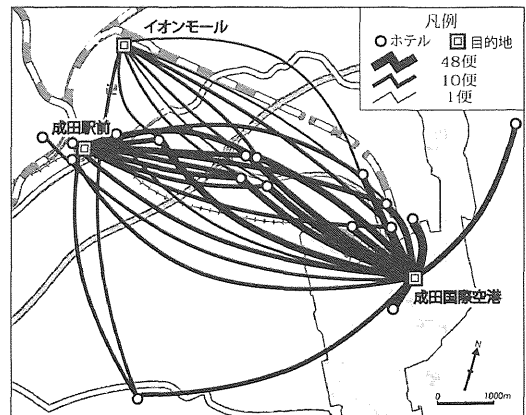 イオンモール
凡例
ホテル 目的地
48便
10便
1便
成田駅前
成田国際空港
N
0 1000m